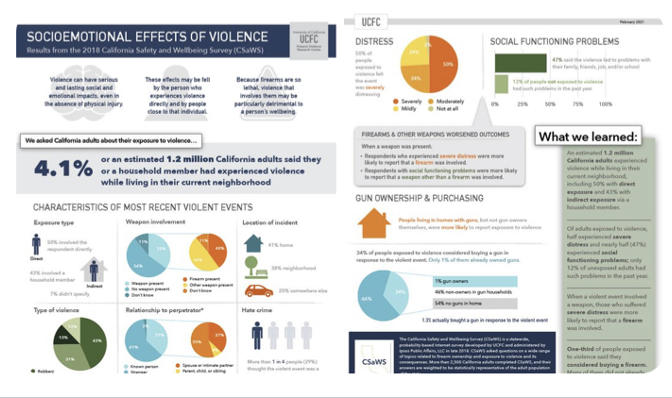 SOCIOEMOTIONAL EFFECTS OF VIOLENCE
Results from the 2018 California Safety and Wellbeing Survey (CSaWS)
UCFC
Violence can have serious
and lasting social and
emotional impacts, even
in the absence of physical injury.
These effects may be felt
by the person who
experiences violence
directly and by people
close to that individual.
Because firearms are so
lethal, violence that
involves them may be
particularly detrimental to
a person's wellbeing.
We asked California adults about their exposure to violence...
4.1%
or an estimated 1.2 million California adults said they
or a household member had experienced violence
while living in their current neighborhood
CHARACTERISTICS OF MOST RECENT VIOLENT EVENTS
Exposure type
50% involved the
respondent directly
Direct
43% involved a
household member
Indirect
7% didn't specify
Weapon involvement
Weapon present
No weapon present
Don't know
Firearm present
Other weapon present
Don't know
Location of incident
41% home
38% neighborhood
20% somewhere else
Type of violence
Robbery
Relationship to perpetrator*
Known person
Stranger
Spouse or intimate partner
Parent, child, or sibling
Hate crime
More than 1 in 4 people (29%)
thought the violent event was a
UCFC
February 2021
DISTRESS
50% of
people
exposed to
violence felt
the event
was severely
distressing
50%
24%
Severely
Moderately
Mildly
Not at all
SOCIAL FUNCTIONING PROBLEMS
47% said the violence led to problems with
their family, friends, job, and/or school
12% of people not exposed to violence
had such problems in the past year
0%
25%
50%
75%
100%
FIREARMS & OTHER WEAPONS WORSENED OUTCOMES
When a weapon was present:
• Respondents who experienced severe distress were more
likely to report that a firearm was involved.
• Respondents with social functioning problems were more likely
to report that a weapon other than a firearm was involved.
GUN OWNERSHIP & PURCHASING
People living in homes with guns, but not gun owners
themselves, were more likely to report exposure to violence
34% of people exposed to violence considered buying a gun in
response to the violent event. Only 1% of them already owned guns.
66%
34%
1% gun owners
46% non-owners in gun households
54% no guns in home
1.3% actually bought a gun in response to the violent event
CSaWS
The California Safety and Wellbeing Survey (CSaWS) is a statewide,
probability-based internet survey developed by UCFC and administered by
Ipsos Public Affairs, LLC in late 2018. CSaWS asked questions on a wide
range of topics related to firearm ownership and exposure to violence and its
consequences. More than 2,500 California adults completed CSaWS, and their
answers were weighted to be statistically representative of the adult population
What we learned:
An estimated 1.2 million
California adults experienced
violence while living in their
current neighborhood,
including 50% with direct
exposure and 43% with
indirect exposure via a
household member.
Of adults exposed to violence,
half experienced severe
distress and nearly half (47%)
experienced social
functioning problems; only
12% of unexposed adults had
had such problems in the past
year.
When a violent event involved
a weapon, those who suffered
severe distress were more
likely to report that a firearm
was involved.
One-third of people exposed
to violence said they
considered buying a firearm.
Many of them did not already